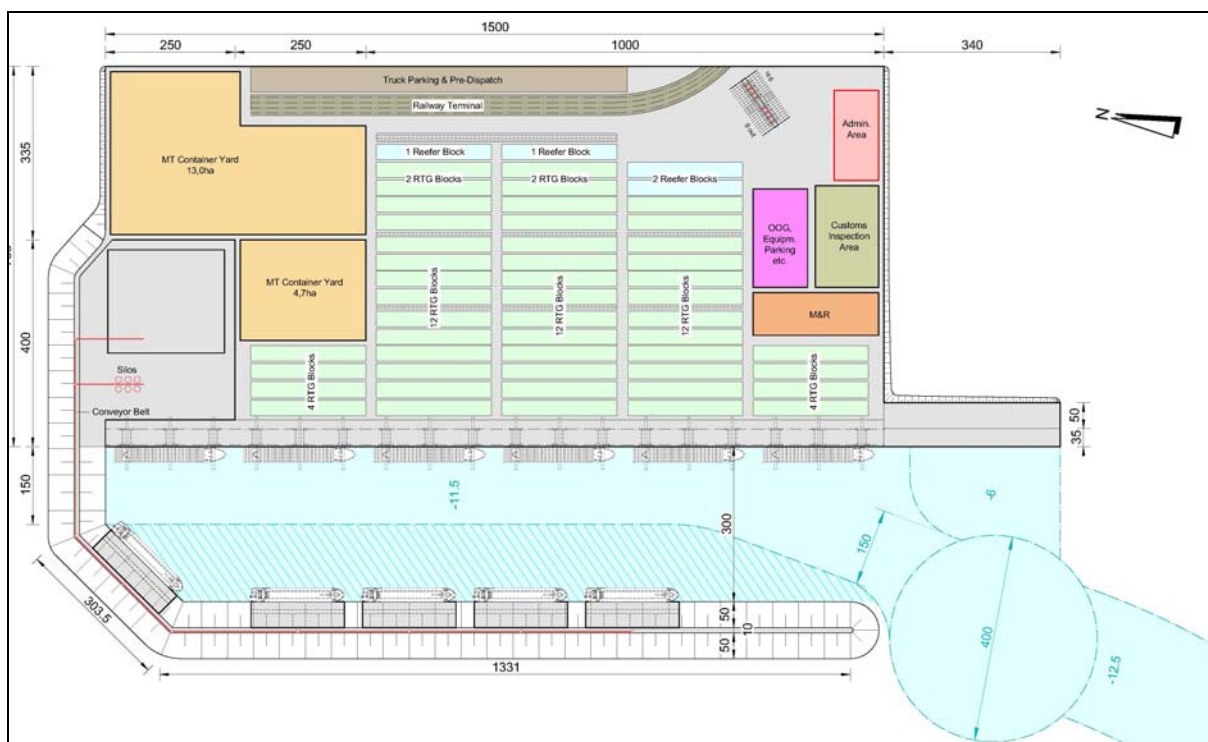 1500
250
250
1000
340
Truck Parking & Pre-Dispatch
Railway Terminal
8 in
8 out
N
335
MT Container Yard
13,0ha
1 Reefer Block
1 Reefer Block
2 RTG Blocks
2 RTG Blocks
2 Reefer Blocks
Admin.
Area
OOG,
Equipm.
Parking
etc.
Customs
Inspection
Area
MT Container Yard
4,7ha
12 RTG Blocks
12 RTG Blocks
12 RTG Blocks
M&R
400
4 RTG Blocks
4 RTG Blocks
Silos
Conveyor Belt
50
35
150
-11.5
-6
300
150
303.5
50
10
50
400
-12.5
1331